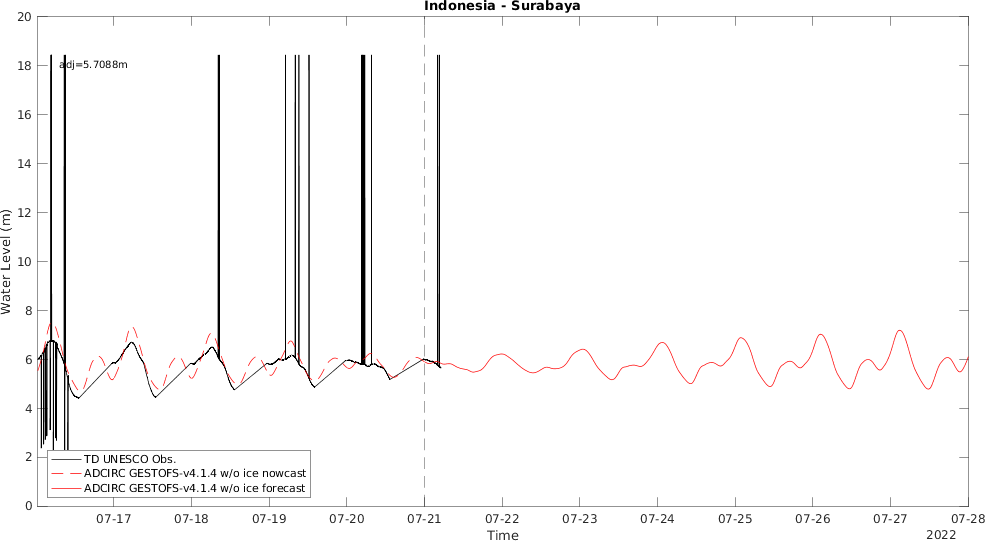 Indonesia - Surabaya
20
18
16
14
12
10
8
6
4
2
0
Water Level (m)
adj=5.7088m
TD UNESCO Obs.
ADCIRC GESTOFS-v4.1.4 w/o ice nowcast
ADCIRC GESTOFS-v4.1.4 w/o ice forecast
07-17 07-18 07-19 07-20 07-21 07-22 07-23 07-24 07-25 07-26 07-27 07-28
Time
2022